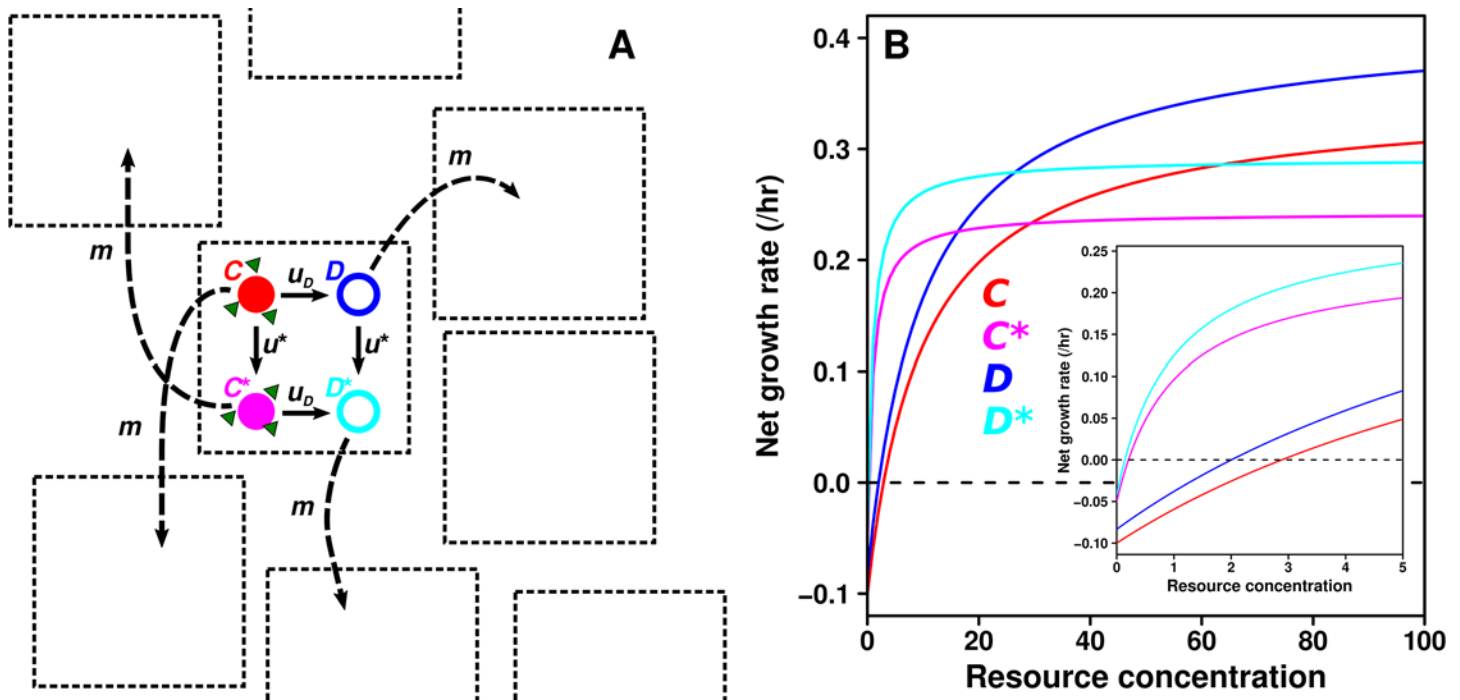 A
m
m
C
u_D
D
u*
u*
C*
u_D
D*
m
m
B
Net growth rate (/hr)
0.4
0.3
0.2
0.1
0.0
−0.1
0
20
40
60
80
100
Resource concentration
C
C*
D
D*
Net growth rate (/hr)
0.25
0.20
0.15
0.10
0.05
0.00
−0.05
−0.10
0
1
2
3
4
5
Resource concentration